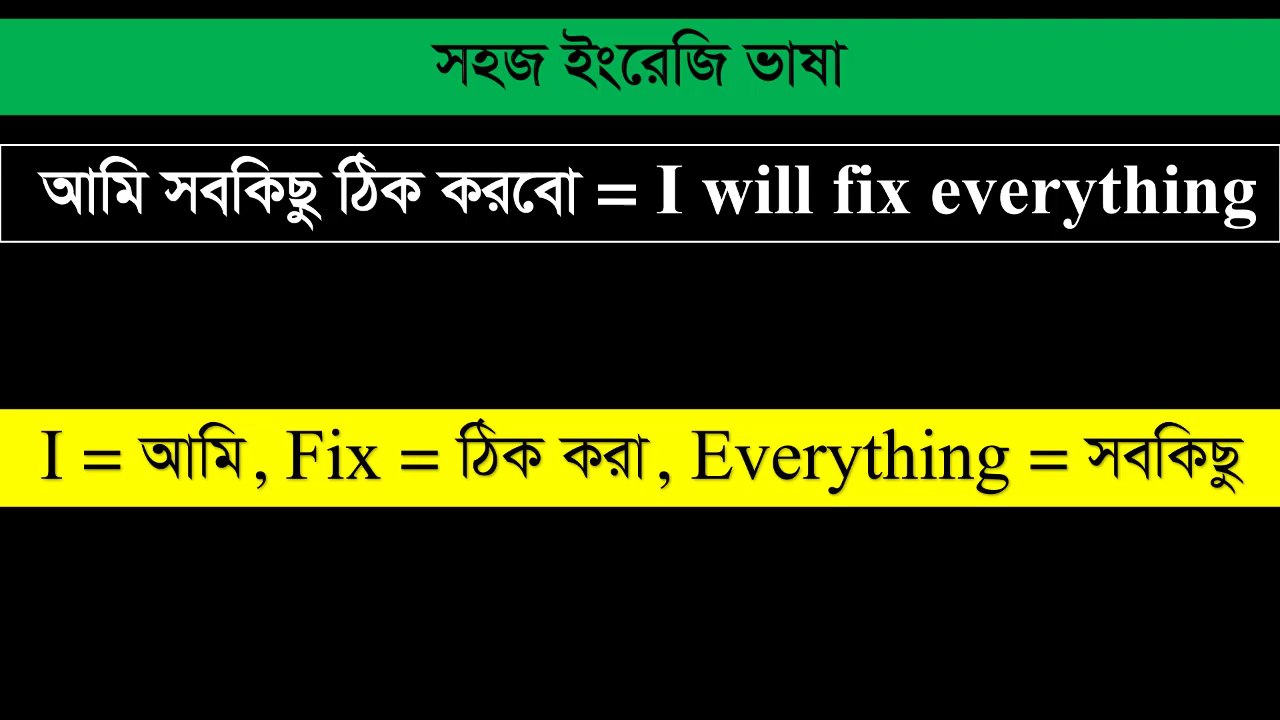 সহজ ইংরেজি ভাষা
আমি সবকিছু ঠিক করবো = I will fix everything
I = আমি, Fix = ঠিক করা, Everything = সবকিছু